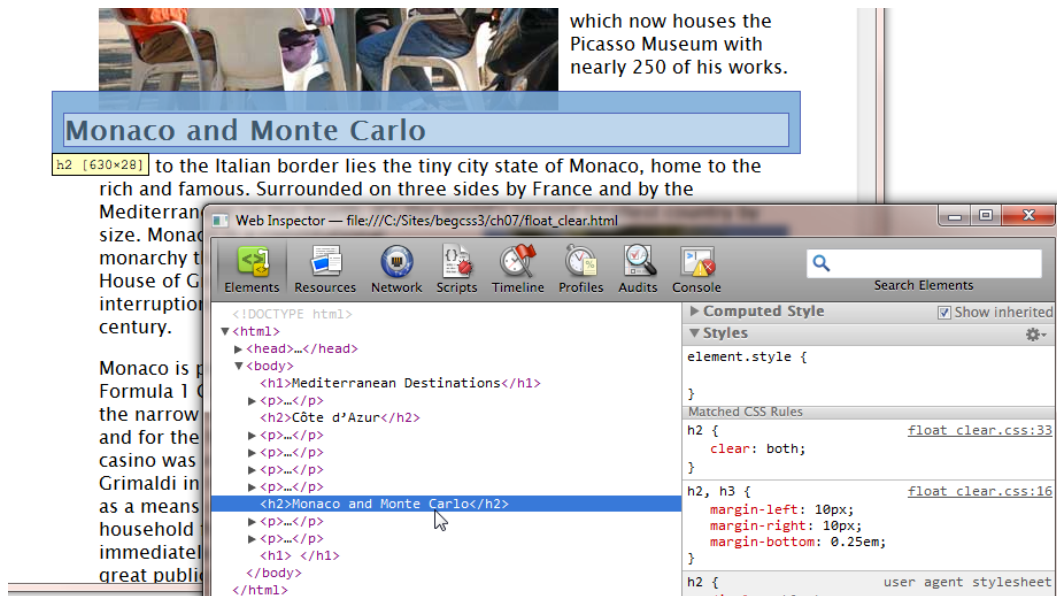 which now houses the
Picasso Museum with
nearly 250 of his works.
Monaco and Monte Carlo
h2 [630×28] to the Italian border lies the tiny city state of Monaco, home to the
rich and famous. Surrounded on three sides by France and by the
Mediterran
size. Monac
monarchy t
House of G
interruption
century.
Monaco is p
Formula 1 G
the narrow
and for the
casino was
Grimaldi in
as a means
household
immediatel
great public
Web Inspector — file:///C:/Sites/begcss3/ch07/float_clear.html
Elements Resources Network Scripts Timeline Profiles Audits Console Search Elements
<!DOCTYPE html>
▼<html>
▶<head>…</head>
▼<body>
<h1>Mediterranean Destinations</h1>
▶<p>…</p>
<h2>Côte d’Azur</h2>
▶<p>…</p>
▶<p>…</p>
▶<p>…</p>
▶<p>…</p>
<h2>Monaco and Monte Carlo</h2>
▶<p>…</p>
▶<p>…</p>
<h1> </h1>
</body>
</html>
▶Computed Style Show inherited
▼Styles
element.style {
}
Matched CSS Rules
h2 { float_clear.css:33
clear: both;
}
h2, h3 { float_clear.css:16
margin-left: 10px;
margin-right: 10px;
margin-bottom: 0.25em;
}
h2 { user agent stylesheet